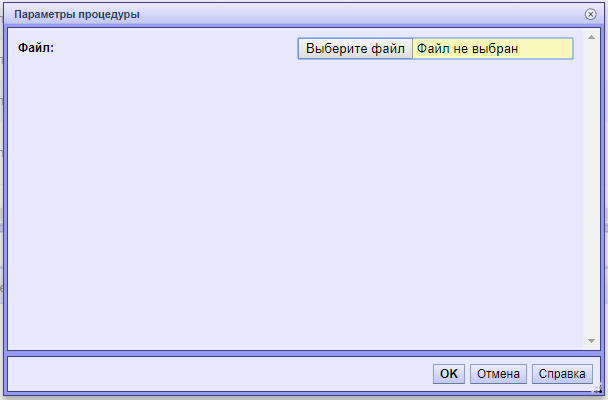 Параметры процедуры
Файл: Выберите файл Файл не выбран
OK Отмена Справка